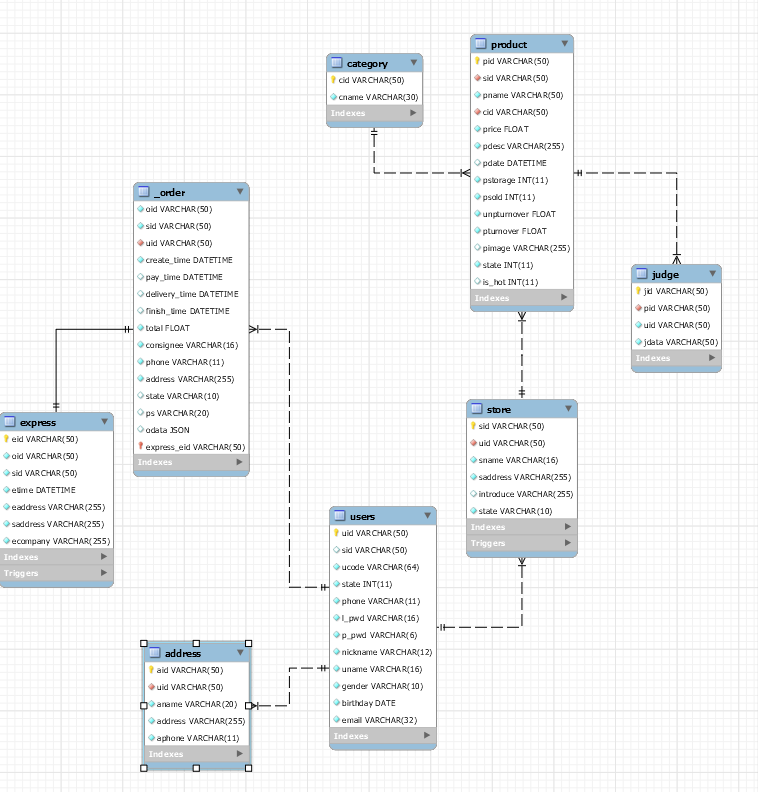 product
pid VARCHAR(50)
sid VARCHAR(50)
pname VARCHAR(50)
cid VARCHAR(50)
price FLOAT
pdesc VARCHAR(255)
pdate DATETIME
pstorage INT(11)
psold INT(11)
unpturnover FLOAT
pturnover FLOAT
pimage VARCHAR(255)
state INT(11)
is_hot INT(11)
Indexes
category
cid VARCHAR(50)
cname VARCHAR(30)
Indexes
_order
oid VARCHAR(50)
sid VARCHAR(50)
uid VARCHAR(50)
create_time DATETIME
pay_time DATETIME
delivery_time DATETIME
finish_time DATETIME
total FLOAT
consignee VARCHAR(16)
phone VARCHAR(11)
address VARCHAR(255)
state VARCHAR(10)
ps VARCHAR(20)
odata JSON
express_eid VARCHAR(50)
Indexes
judge
jid VARCHAR(50)
pid VARCHAR(50)
uid VARCHAR(50)
jdata VARCHAR(50)
Indexes
store
sid VARCHAR(50)
uid VARCHAR(50)
sname VARCHAR(16)
saddress VARCHAR(255)
introduce VARCHAR(255)
state VARCHAR(10)
Indexes
Triggers
express
eid VARCHAR(50)
oid VARCHAR(50)
sid VARCHAR(50)
etime DATETIME
eaddress VARCHAR(255)
saddress VARCHAR(255)
ecompany VARCHAR(255)
Indexes
Triggers
users
uid VARCHAR(50)
sid VARCHAR(50)
ucode VARCHAR(64)
state INT(11)
phone VARCHAR(11)
l_pwd VARCHAR(16)
p_pwd VARCHAR(6)
nickname VARCHAR(12)
uname VARCHAR(16)
gender VARCHAR(10)
birthday DATE
email VARCHAR(32)
Indexes
address
aid VARCHAR(50)
uid VARCHAR(50)
aname VARCHAR(20)
address VARCHAR(255)
aphone VARCHAR(11)
Indexes